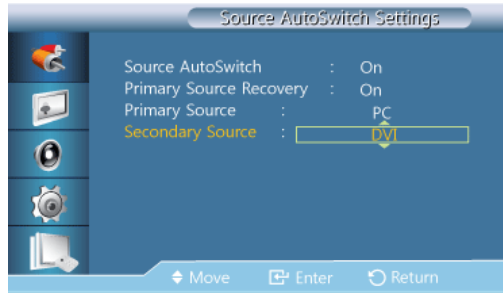 Source AutoSwitch Settings
Source AutoSwitch : On
Primary Source Recovery : On
Primary Source : PC
Secondary Source : DVI
Move Enter Return